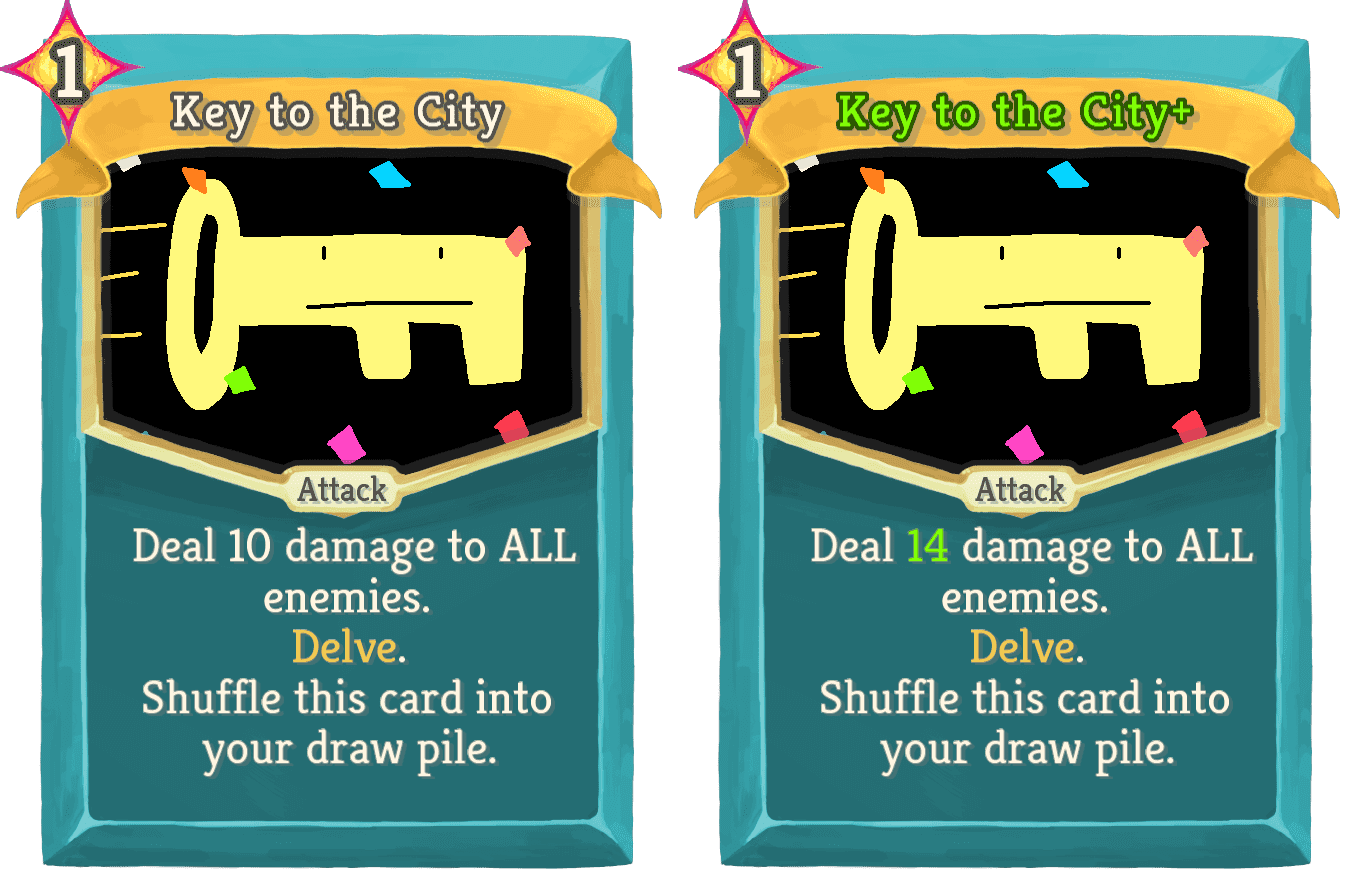 1
Key to the City
Attack
Deal 10 damage to ALL
enemies.
Delve.
Shuffle this card into
your draw pile.
1
Key to the City+
Attack
Deal 14 damage to ALL
enemies.
Delve.
Shuffle this card into
your draw pile.